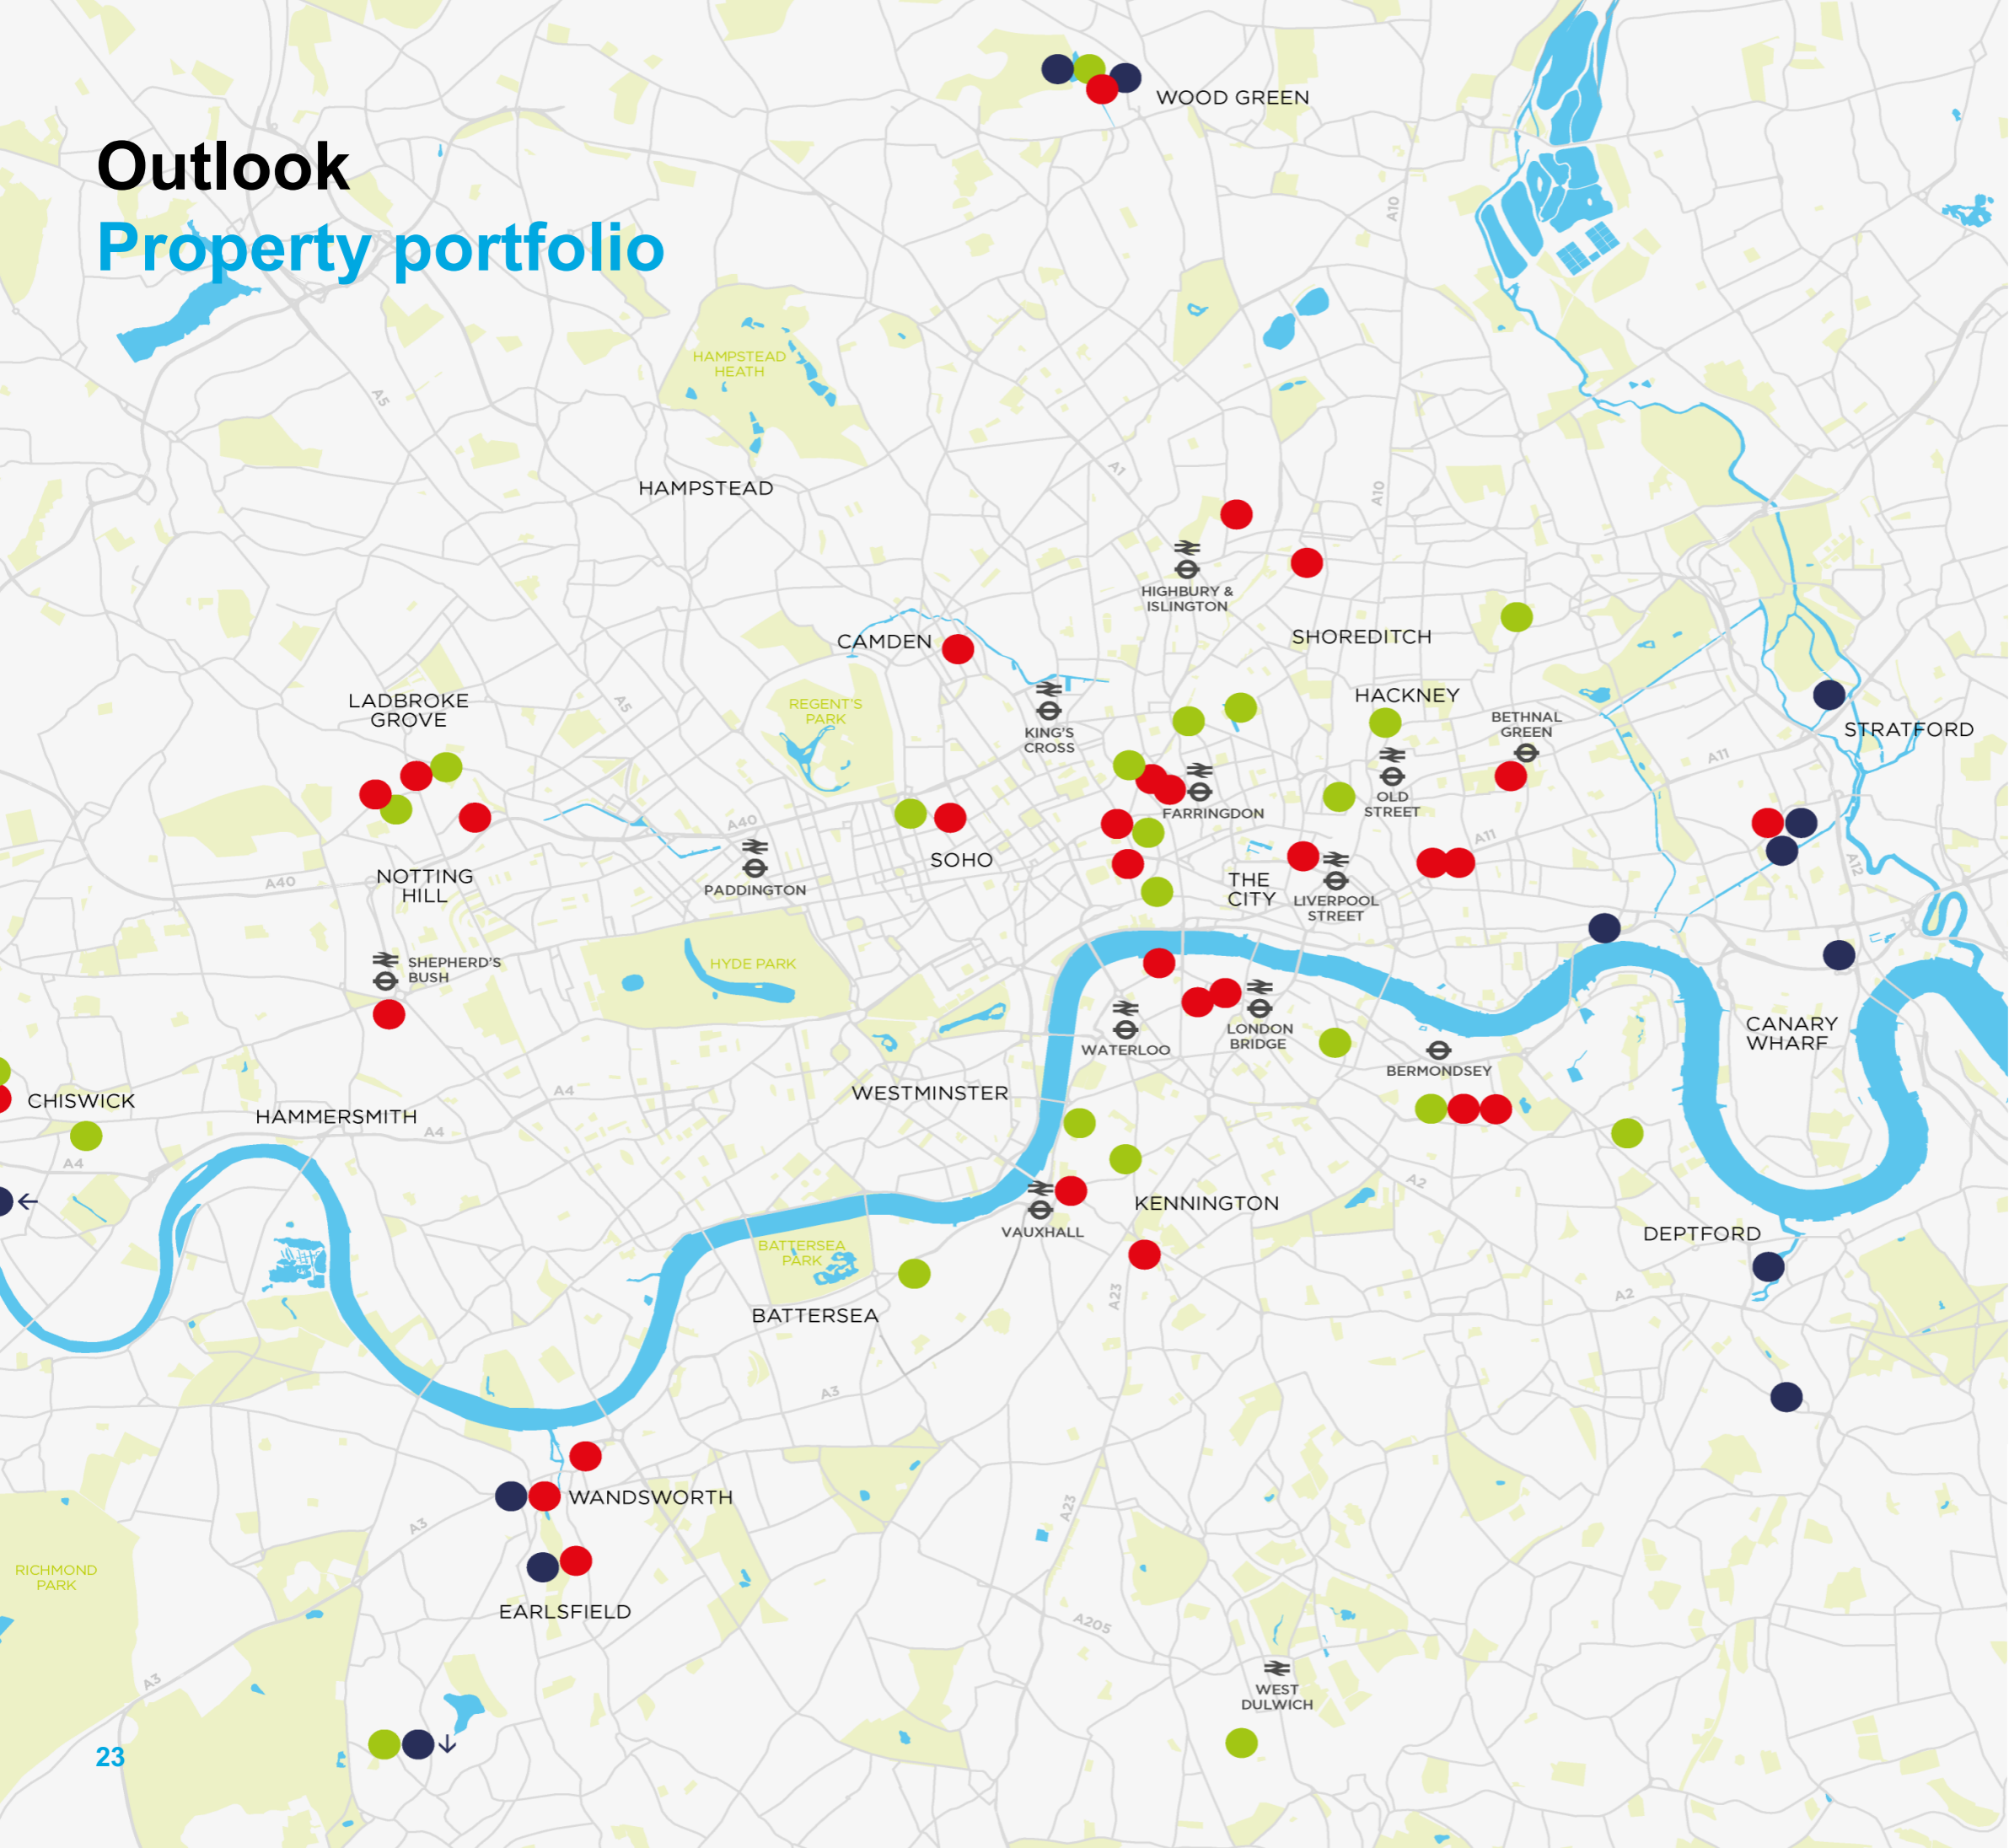 WOOD GREEN
Outlook
Property portfolio
A10
HAMPSTEAD
HEATH
A5
A1
HAMPSTEAD
A10
HIGHBURY &
ISLINGTON
CAMDEN
SHOREDITCH
LADBROKE
GROVE
A5
REGENT'S
PARK
KING'S
CROSS
HACKNEY
BETHNAL
GREEN
STRATFORD
A11
OLD
STREET
FARRINGDON
A40
A11
SOHO
A12
NOTTING
HILL
A40
PADDINGTON
THE
CITY
LIVERPOOL
STREET
SHEPHERD'S
BUSH
HYDE PARK
LONDON
BRIDGE
WATERLOO
CANARY
WHARF
BERMONDSEY
A4
WESTMINSTER
CHISWICK
HAMMERSMITH
A4
A4
A2
KENNINGTON
VAUXHALL
DEPTFORD
BATTERSEA
PARK
A23
A2
BATTERSEA
A3
WANDSWORTH
A23
A3
RICHMOND
PARK
EARLSFIELD
A205
A3
WEST
DULWICH
23